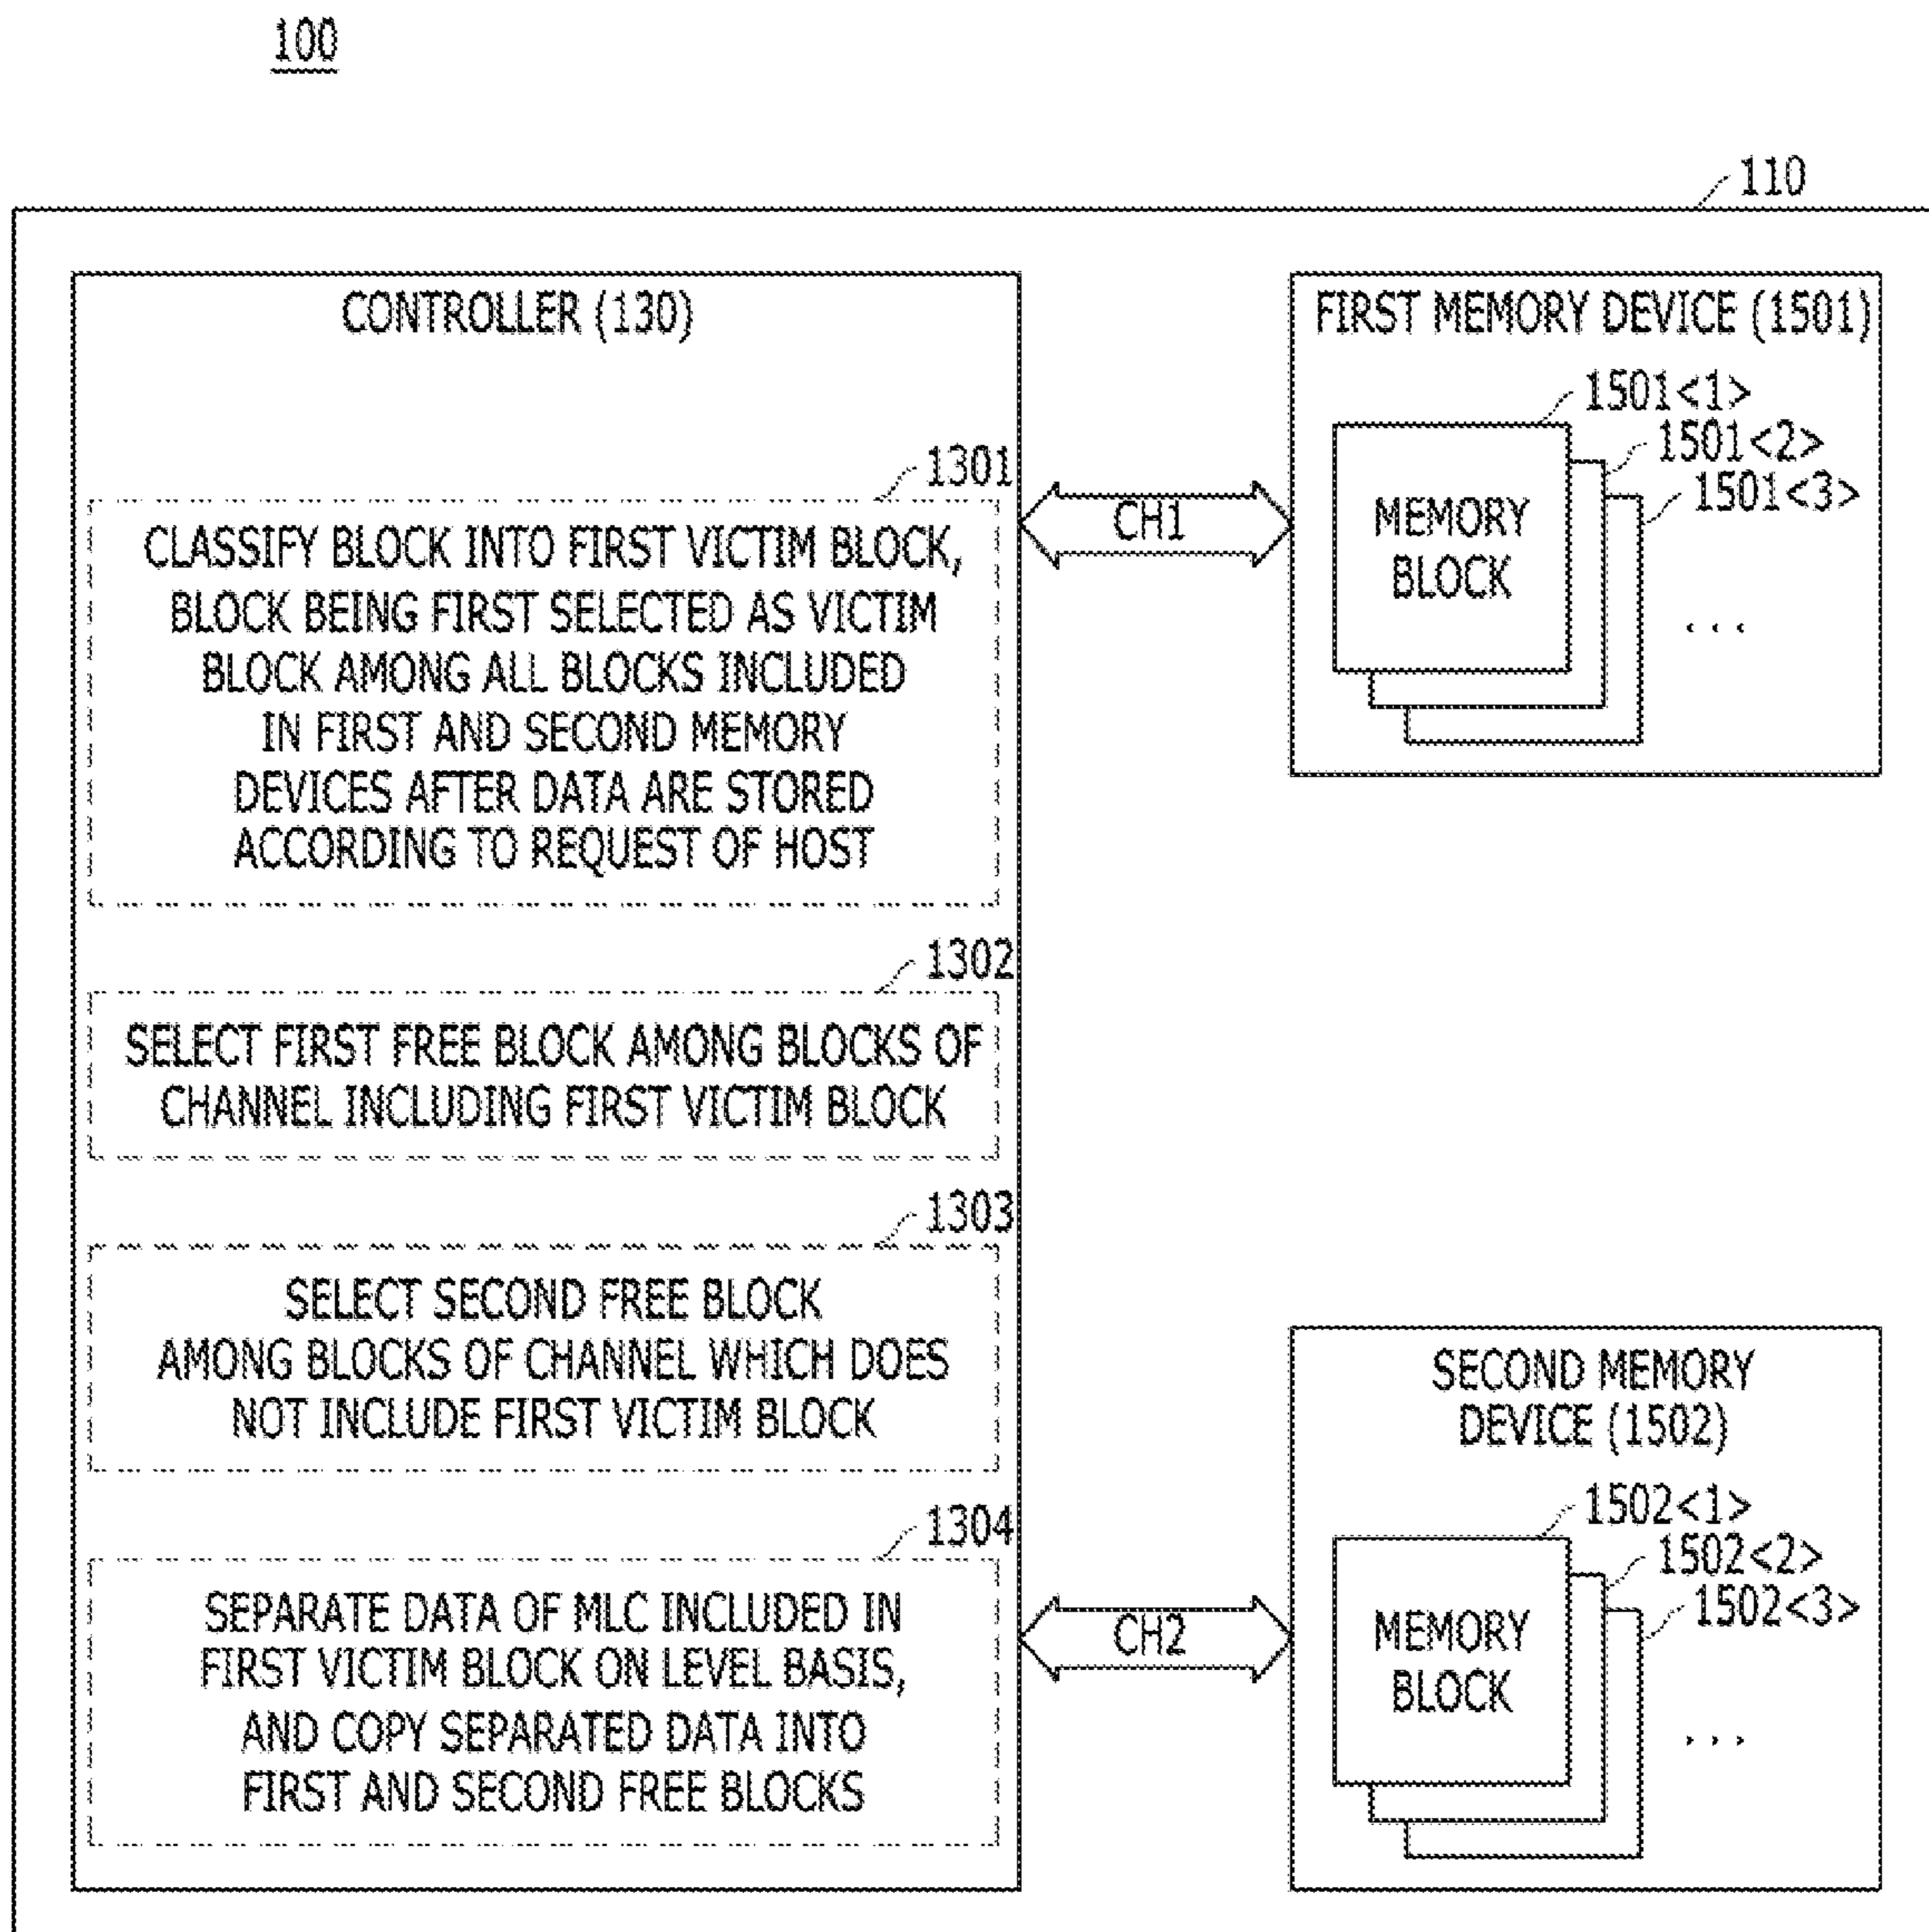 100
110
CONTROLLER (130)
1301
CLASSIFY BLOCK INTO FIRST VICTIM BLOCK,
BLOCK BEING FIRST SELECTED AS VICTIM
BLOCK AMONG ALL BLOCKS INCLUDED
IN FIRST AND SECOND MEMORY
DEVICES AFTER DATA ARE STORED
ACCORDING TO REQUEST OF HOST
1302
SELECT FIRST FREE BLOCK AMONG BLOCKS OF
CHANNEL INCLUDING FIRST VICTIM BLOCK
1303
SELECT SECOND FREE BLOCK
AMONG BLOCKS OF CHANNEL WHICH DOES
NOT INCLUDE FIRST VICTIM BLOCK
1304
SEPARATE DATA OF MLC INCLUDED IN
FIRST VICTIM BLOCK ON LEVEL BASIS,
AND COPY SEPARATED DATA INTO
FIRST AND SECOND FREE BLOCKS
CH1
FIRST MEMORY DEVICE (1501)
1501<1>
1501<2>
1501<3>
MEMORY
BLOCK
...
CH2
SECOND MEMORY
DEVICE (1502)
1502<1>
1502<2>
1502<3>
MEMORY
BLOCK
...